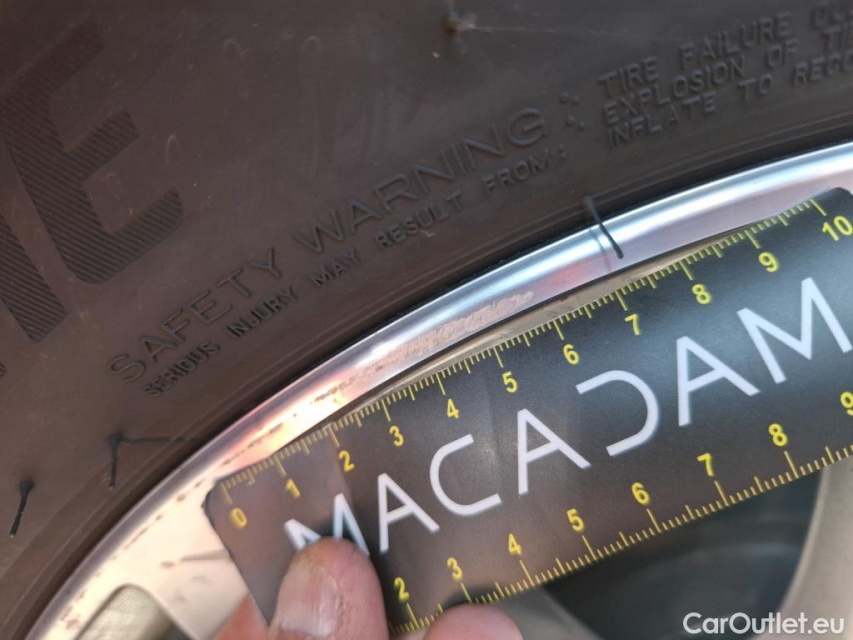 TIRE FAILURE
EXPLOSION OF
INFLATE TO
SAFETY WARNING
SERIOUS INJURY MAY RESULT FROM:
0 1 2 3 4 5 6 7 8 9 10
MACADAM
2 3 4 5 6 7 8 9
CarOutlet.eu